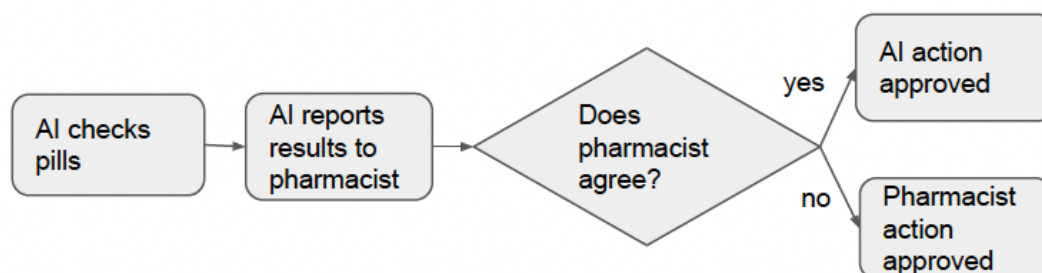 AI checks
pills
AI reports
results to
pharmacist
Does
pharmacist
agree?
yes
AI action
approved
no
Pharmacist
action
approved